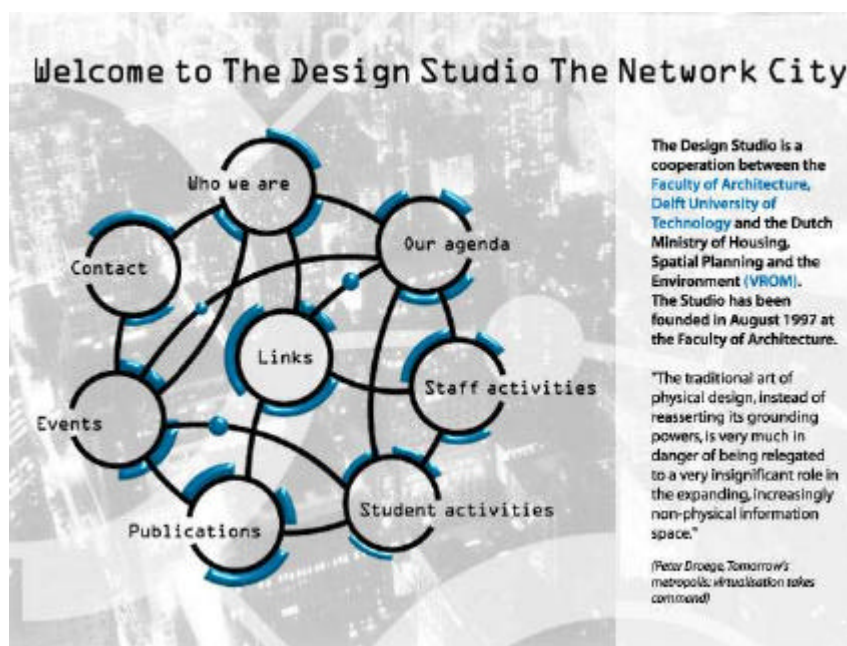 Welcome to The Design Studio The Network City
Who we are
Our agenda
Contact
Links
Staff activities
Events
Student activities
Publications
The Design Studio is a
cooperation between the
Faculty of Architecture,
Delft University of
Technology and the Dutch
Ministry of Housing,
Spatial Planning and the
Environment (VROM).
The Studio has been
founded in August 1997 at
the Faculty of Architecture.
"The traditional art of
physical design, instead of
reasserting its grounding
powers, is very much in
danger of being relegated
to a very insignificant role in
the expanding, increasingly
non-physical information
space."
(Peter Droege, Tomorrow's
metropolis: virtualisation takes
command)